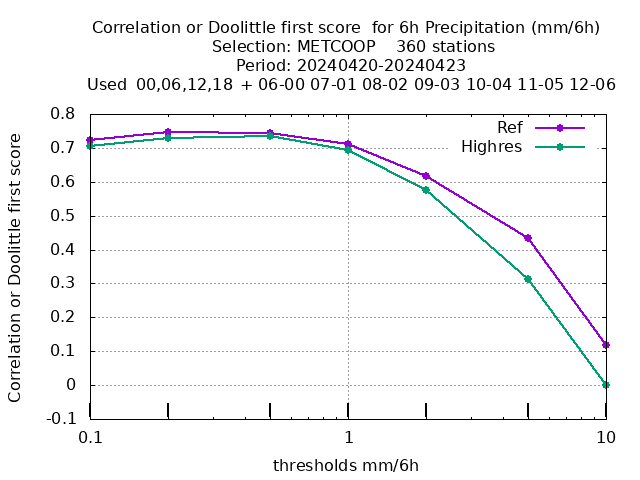 Correlation or Doolittle first score  for 6h Precipitation (mm/6h)
Selection: METCOOP    360 stations
Period: 20240420-20240423
Used  00,06,12,18  + 06-00 07-01 08-02 09-03 10-04 11-05 12-06
Correlation or Doolittle first score
0.8
0.7
0.6
0.5
0.4
0.3
0.2
0.1
0
-0.1
Ref
Highres
0.1
1
10
thresholds mm/6h